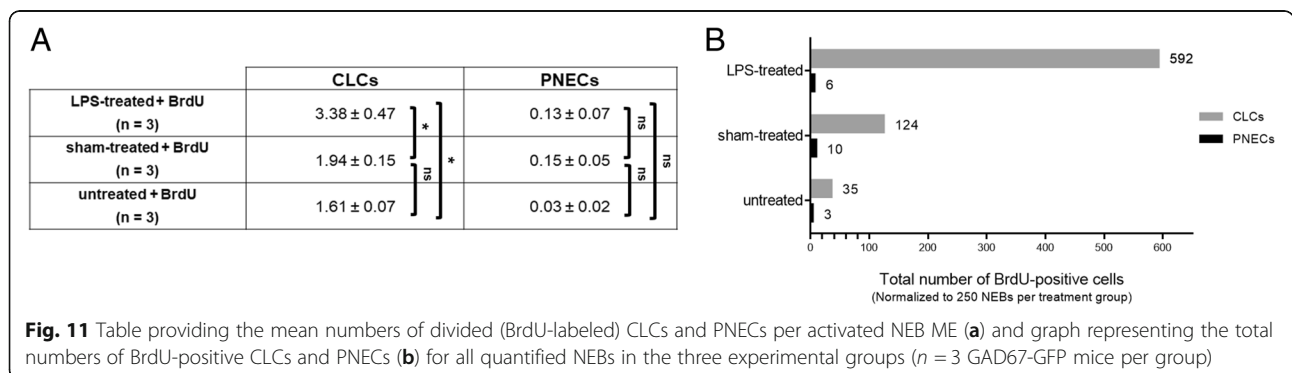 A
CLCs PNECs
LPS-treated + BrdU
(n = 3)
3.38 ± 0.47 0.13 ± 0.07
sham-treated + BrdU
(n = 3)
1.94 ± 0.15 0.15 ± 0.05
untreated + BrdU
(n = 3)
1.61 ± 0.07 0.03 ± 0.02
* ns * ns ns ns
B
LPS-treated 592
6
sham-treated 124
10
untreated 35
3
0 100 200 300 400 500 600
Total number of BrdU-positive cells
(Normalized to 250 NEBs per treatment group)
CLCs
PNECs
Fig. 11 Table providing the mean numbers of divided (BrdU-labeled) CLCs and PNECs per activated NEB ME (a) and graph representing the total
numbers of BrdU-positive CLCs and PNECs (b) for all quantified NEBs in the three experimental groups (n = 3 GAD67-GFP mice per group)